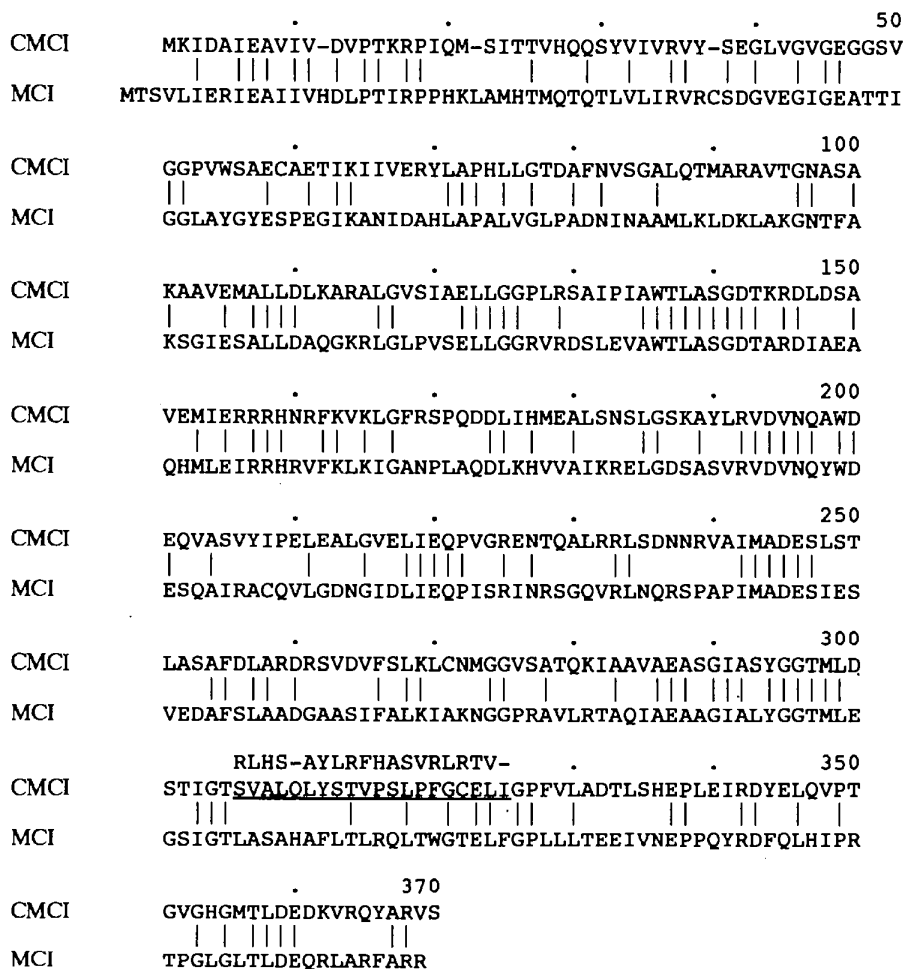 50
CMCI MKIDAIEAVIV-DVPTKRPIQM-SITTVHQQSYVIVRVY-SEGLVGVGEGGSV
MCI MTSVLIERIEAIIVHDLPTIRPPHKLAMHTMQTQTLVLIRVRCSDGVEGIGEATTI
100
CMCI GGPVWSAECAETIKIIVERYLAPHLLGTDAFNVSGALQTMARAVTGNASA
MCI GGLAYGYESPEGIKANIDAHLAPALVGLPADNINAAMLKLDKLAKGNTFA
150
CMCI KAAVEMALLDLKARALGVSIAELLGGPLRSAIPIAWTLASGDTKRDLDSA
MCI KSGIESALLDAQGKRLGLPVSELLGGRVRDSLEVAWTLASGDTARDIAEA
200
CMCI VEMIERRRHNRFKVKLGFRSPQDDLIHMEALSNSLGSKAYLRVDVNQAWD
MCI QHMLEIRRHRVFKLKIGANPLAQDLKHVVAIKRELGDSASVRVDVNQYWD
250
CMCI EQVASVYIPELEALGVELIEQPVGRENTQALRRLSDNNRVAIMADESLST
MCI ESQAIRACQVLGDNGIDLIEQPISRINRSGQVRLNQRSPAPIMADESIES
300
CMCI LASAFDLARDRSVDVFSLKLCNMGGVSATQKIAAVAEASGIASYGGTMLD
MCI VEDAFSLAADGAASIFALKIAKNGGPRAVLRTAQIAEAAGIALYGGTMLE
RLHS-AYLRFHASVRLRTV- 350
CMCI STIGTSVALQLYSTVPSLPFGCELIGPFVLADTLSHEPLEIRDYELQVPT
MCI GSIGTLASAHAFLTLRQLTWGTELFGPLLLTEEIVNEPPQYRDFQLHIPR
370
CMCI GVGHGMTLDEDKVRQYARVS
MCI TPGLGLTLDEQRLARFARR